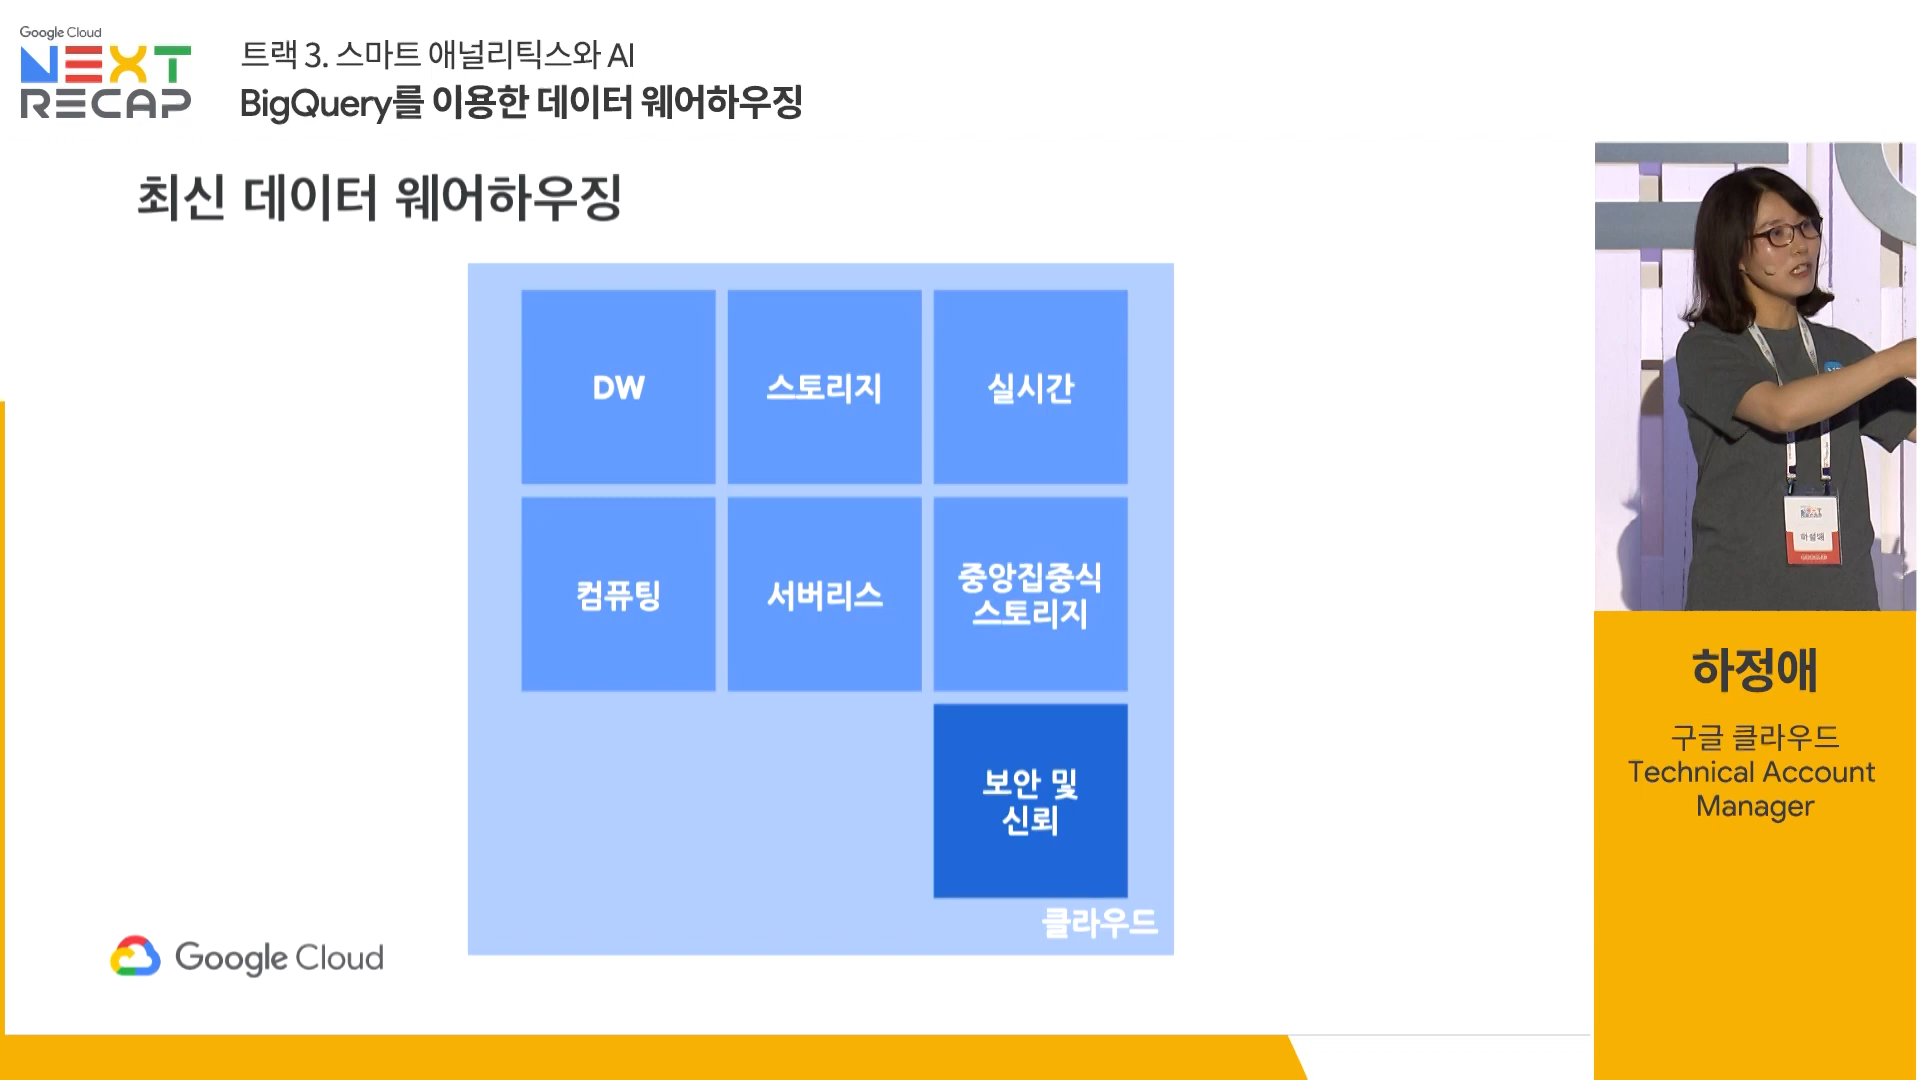 Google Cloud
NEXT
RECAP
트랙 3. 스마트 애널리틱스와 AI
BigQuery를 이용한 데이터 웨어하우징
최신 데이터 웨어하우징
DW
스토리지
실시간
컴퓨팅
서버리스
중앙집중식
스토리지
보안 및
신뢰
클라우드
Google Cloud
하정애
구글 클라우드
Technical Account
Manager